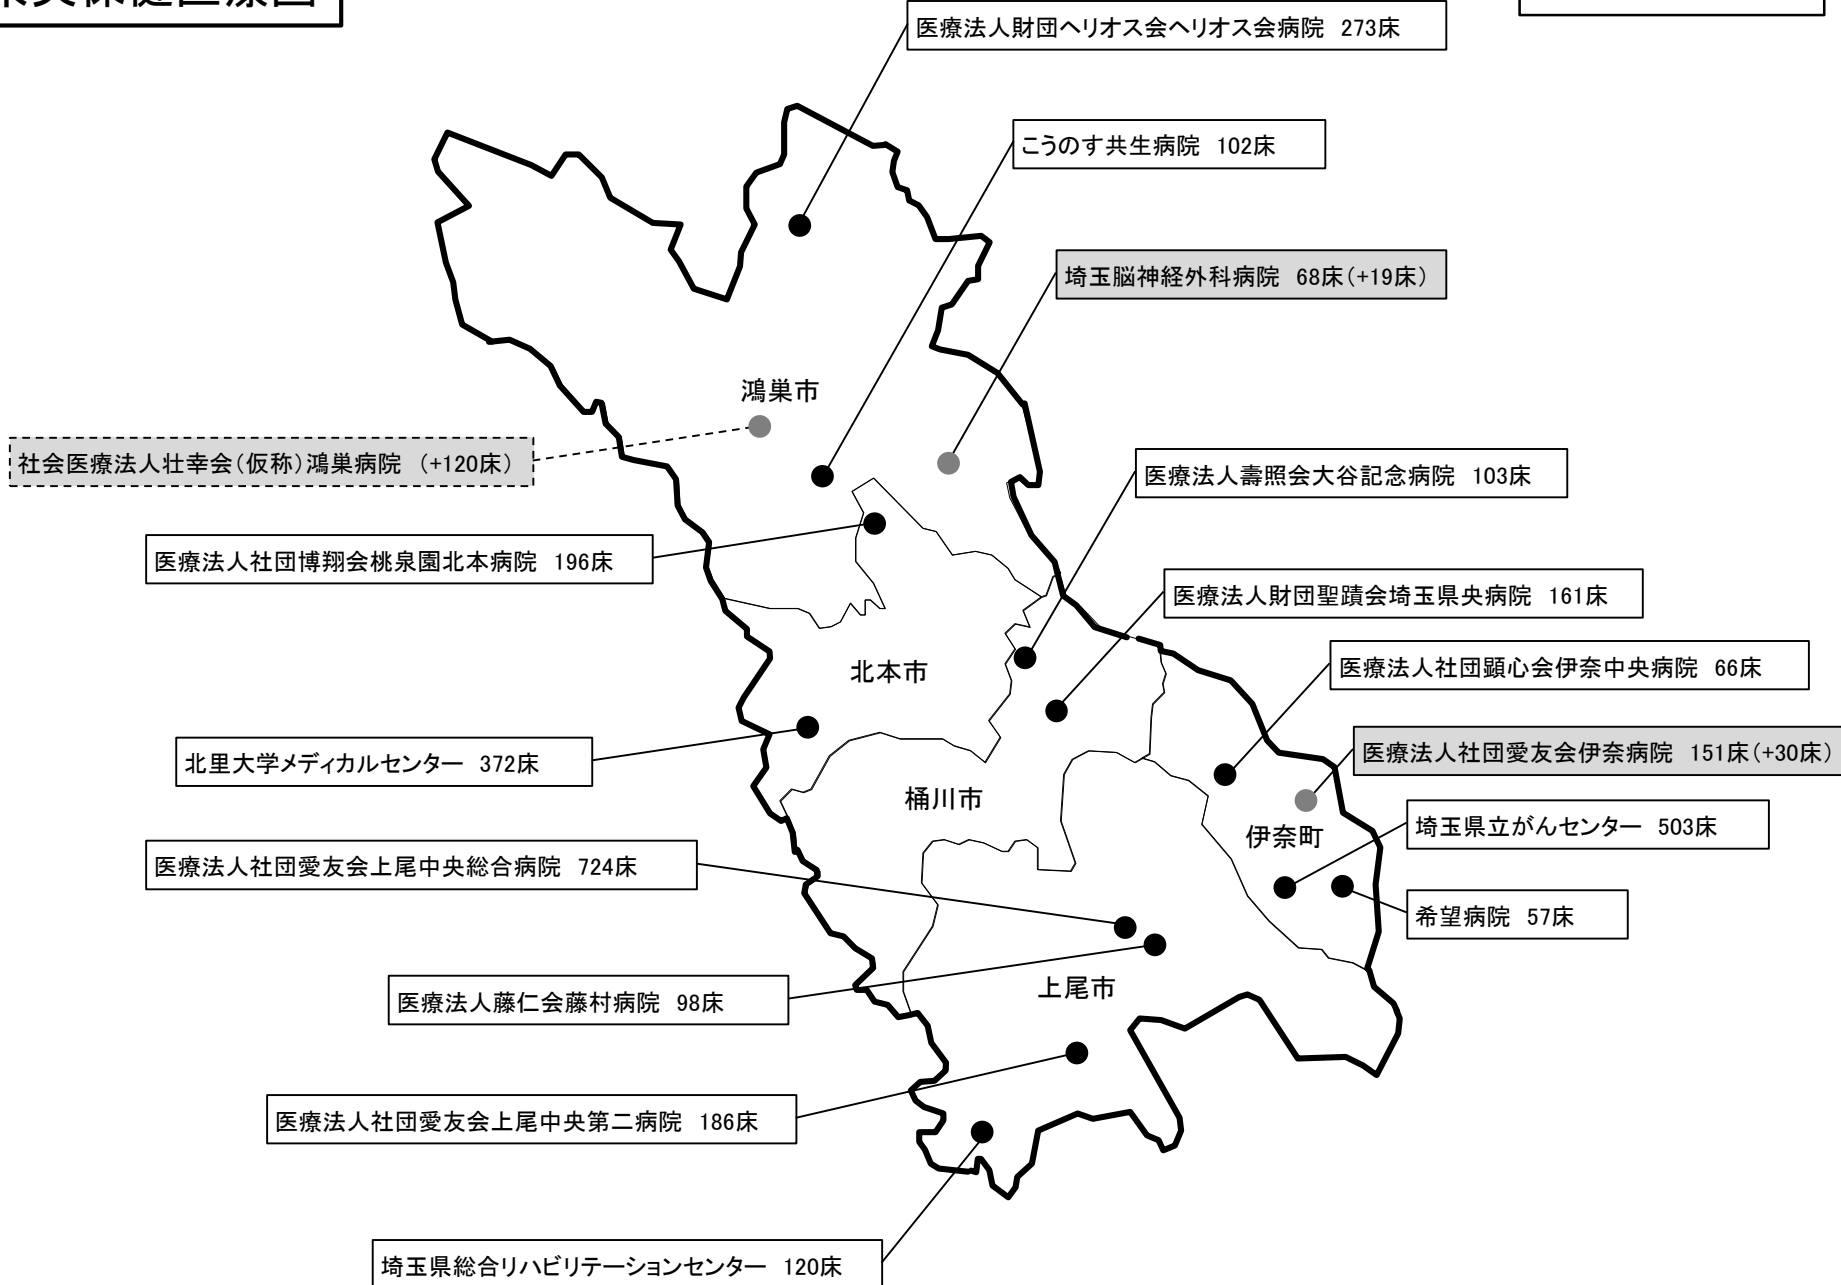 医療法人財団ヘリオス会ヘリオス会病院 273床
こうのす共生病院 102床
埼玉脳神経外科病院 68床(+19床)
鴻巣市
社会医療法人壮幸会(仮称)鴻巣病院 (+120床)
医療法人壽照会大谷記念病院 103床
医療法人社団博翔会桃泉園北本病院 196床
医療法人財団聖蹟会埼玉県央病院 161床
北本市
医療法人社団顕心会伊奈中央病院 66床
北里大学メディカルセンター 372床
医療法人社団愛友会伊奈病院 151床(+30床)
桶川市
伊奈町
埼玉県立がんセンター 503床
医療法人社団愛友会上尾中央総合病院 724床
希望病院 57床
上尾市
医療法人藤仁会藤村病院 98床
医療法人社団愛友会上尾中央第二病院 186床
埼玉県総合リハビリテーションセンター 120床